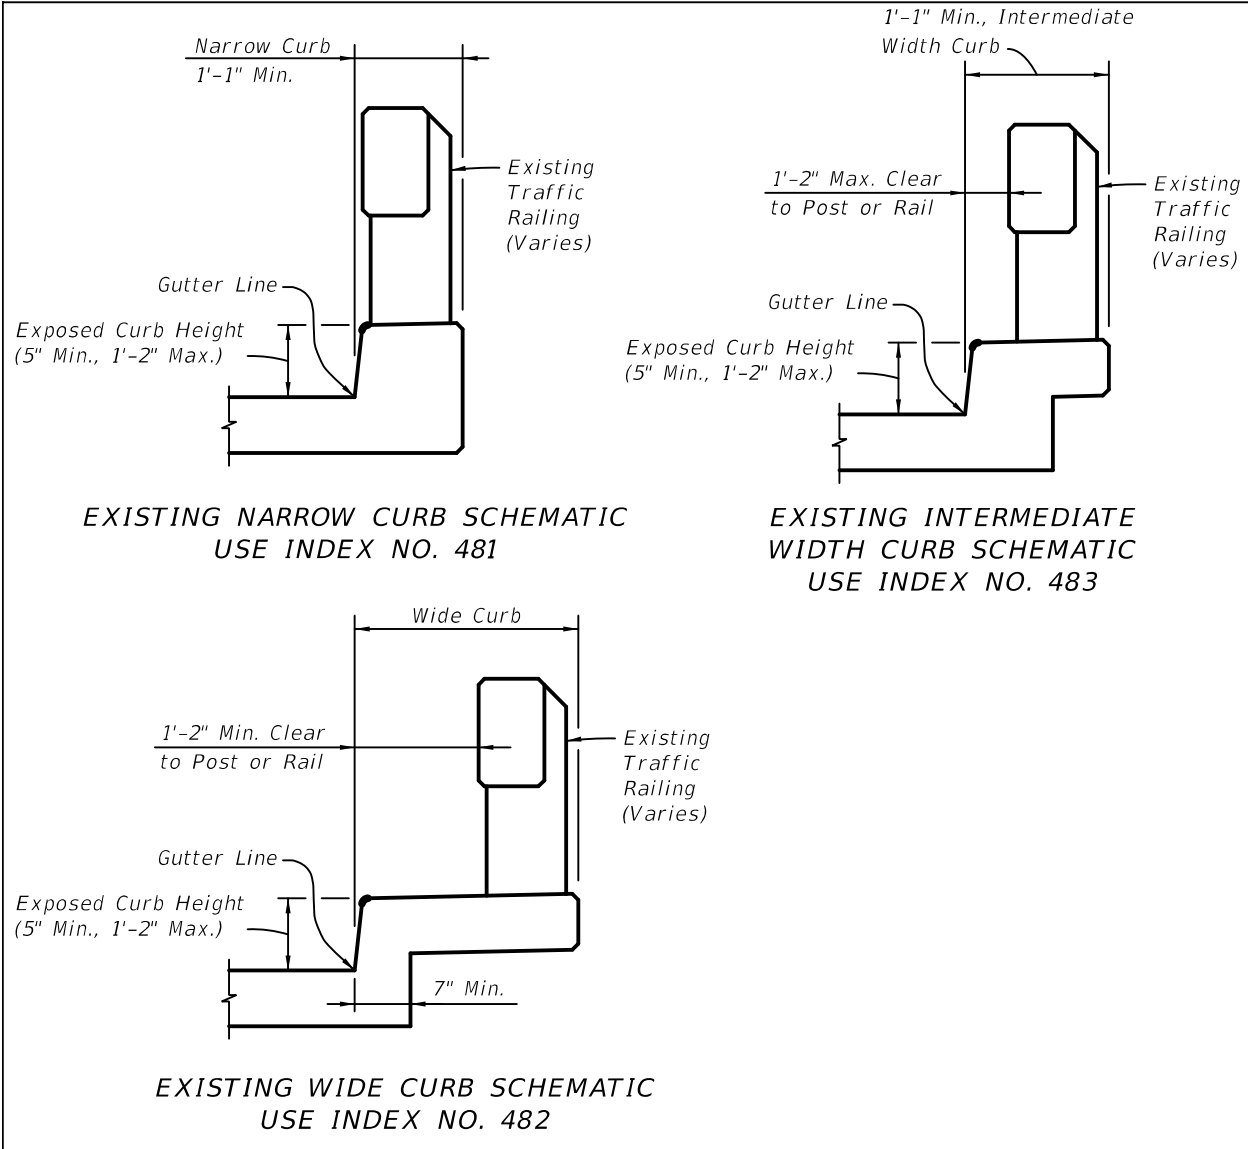 Narrow Curb
1'-1" Min.
Existing
Traffic
Railing
(Varies)
Gutter Line
Exposed Curb Height
(5" Min., 1'-2" Max.)
EXISTING NARROW CURB SCHEMATIC
USE INDEX NO. 481
1'-1" Min., Intermediate
Width Curb
1'-2" Max. Clear
to Post or Rail
Existing
Traffic
Railing
(Varies)
Gutter Line
Exposed Curb Height
(5" Min., 1'-2" Max.)
EXISTING INTERMEDIATE
WIDTH CURB SCHEMATIC
USE INDEX NO. 483
Wide Curb
1'-2" Min. Clear
to Post or Rail
Existing
Traffic
Railing
(Varies)
Gutter Line
Exposed Curb Height
(5" Min., 1'-2" Max.)
7" Min.
EXISTING WIDE CURB SCHEMATIC
USE INDEX NO. 482